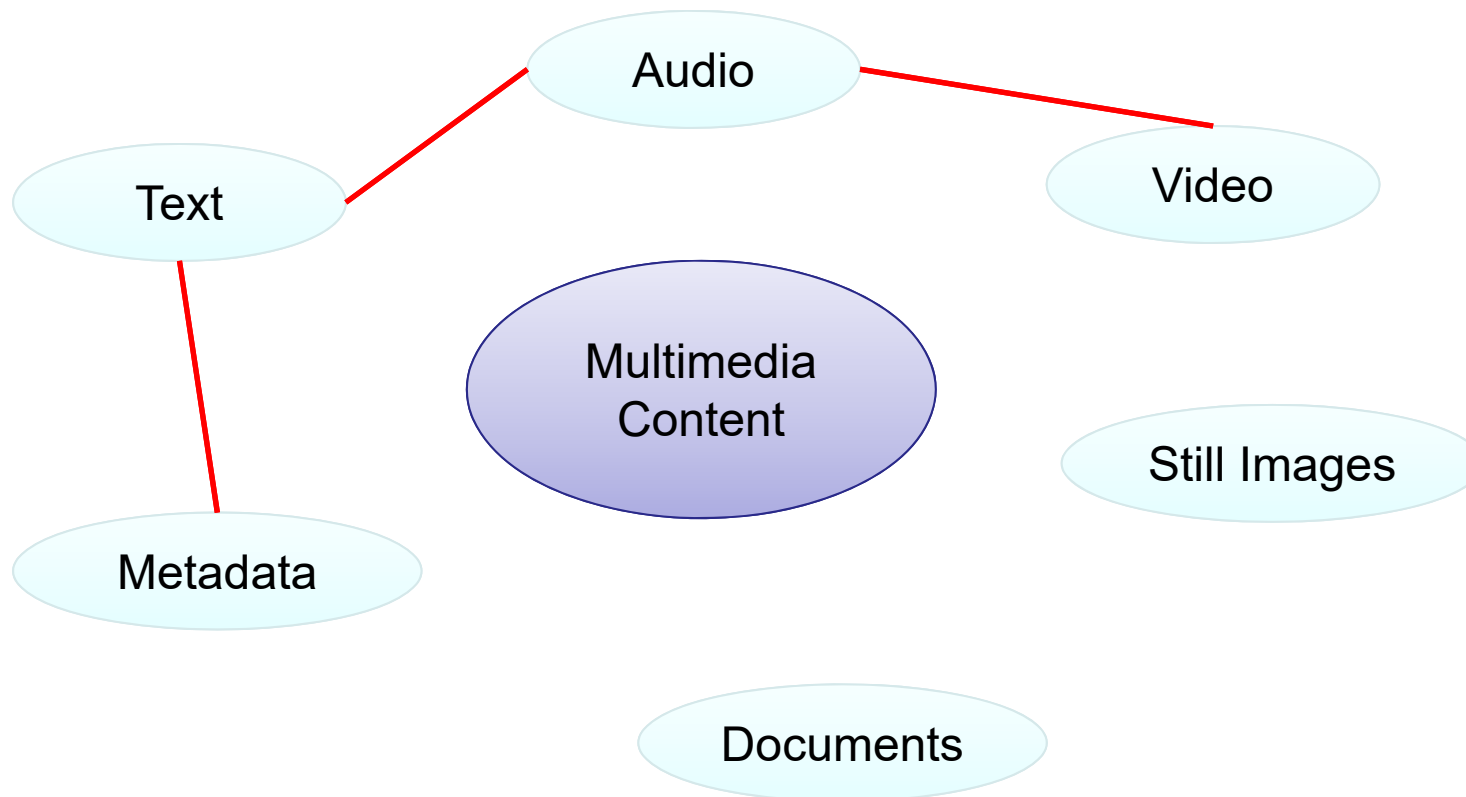 Audio
Video
Text
Multimedia
Content
Still Images
Metadata
Documents